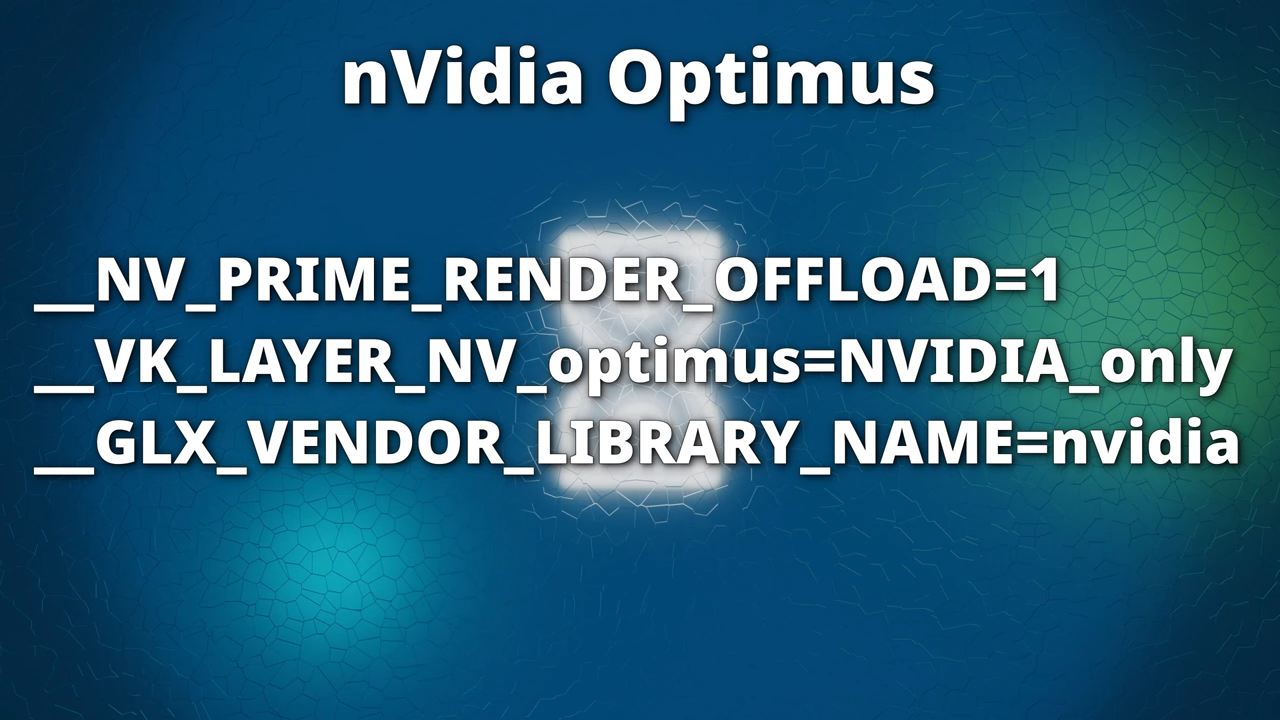 nVidia Optimus
__NV_PRIME_RENDER_OFFLOAD=1
__VK_LAYER_NV_optimus=NVIDIA_only
__GLX_VENDOR_LIBRARY_NAME=nvidia